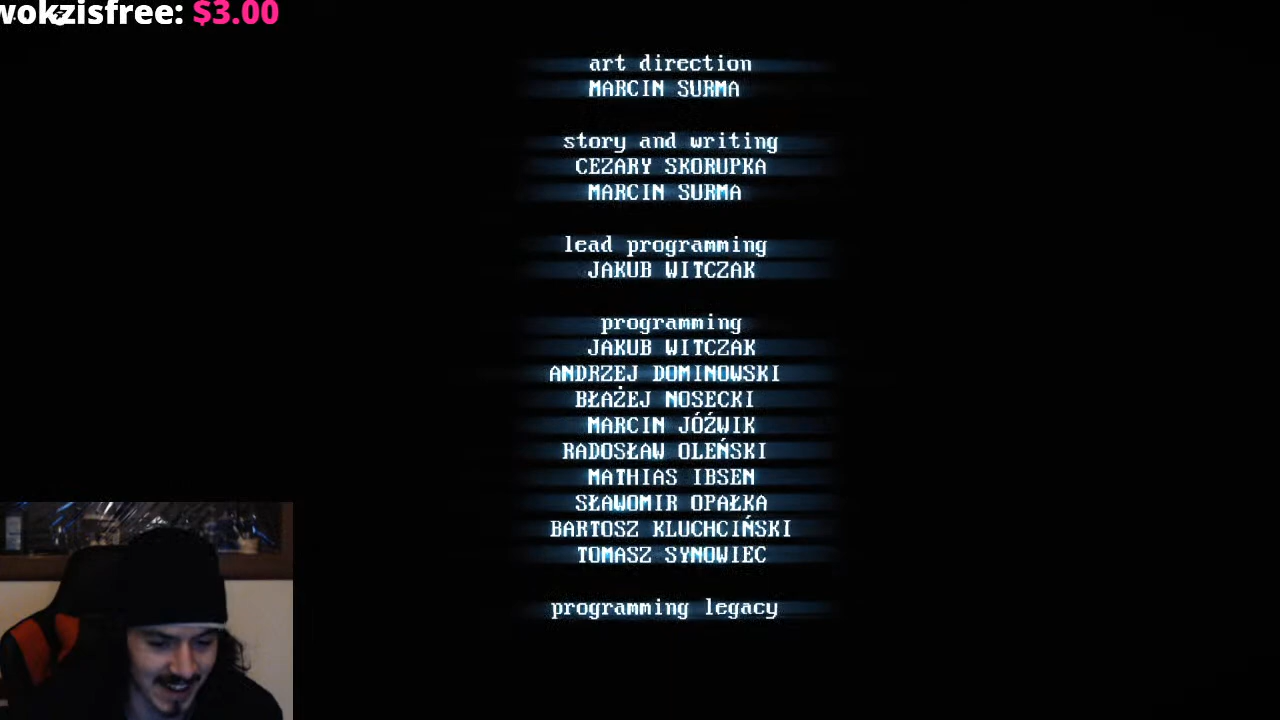 wokzisfree: $3.00
art direction
MARCIN SURMA
story and writing
CEZARY SKORUPKA
MARCIN SURMA
lead programming
JAKUB WITCZAK
programming
JAKUB WITCZAK
ANDRZEJ DOMINOWSKI
BŁAŻEJ NOSECKI
MARCIN JÓŹWIK
RADOSŁAW OLEŃSKI
MATHIAS IBSEN
SŁAWOMIR OPAŁKA
BARTOSZ KLUCHCIŃSKI
TOMASZ SYNOWIEC
programming legacy